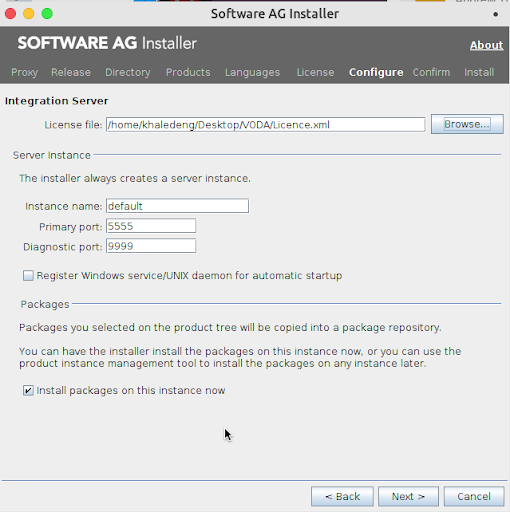 Software AG Installer
SOFTWARE AG Installer
About
Proxy Release Directory Products Languages License Configure Confirm Install
Integration Server
License file: /home/khaledeng/Desktop/VODA/Licence.xml Browse...
Server Instance
The installer always creates a server instance.
Instance name: default
Primary port: 5555
Diagnostic port: 9999
Register Windows service/UNIX daemon for automatic startup
Packages
Packages you selected on the product tree will be copied into a package repository.
You can have the installer install the packages on this instance now, or you can use the
product instance management tool to install the packages on any instance later.
Install packages on this instance now
< Back Next > Cancel